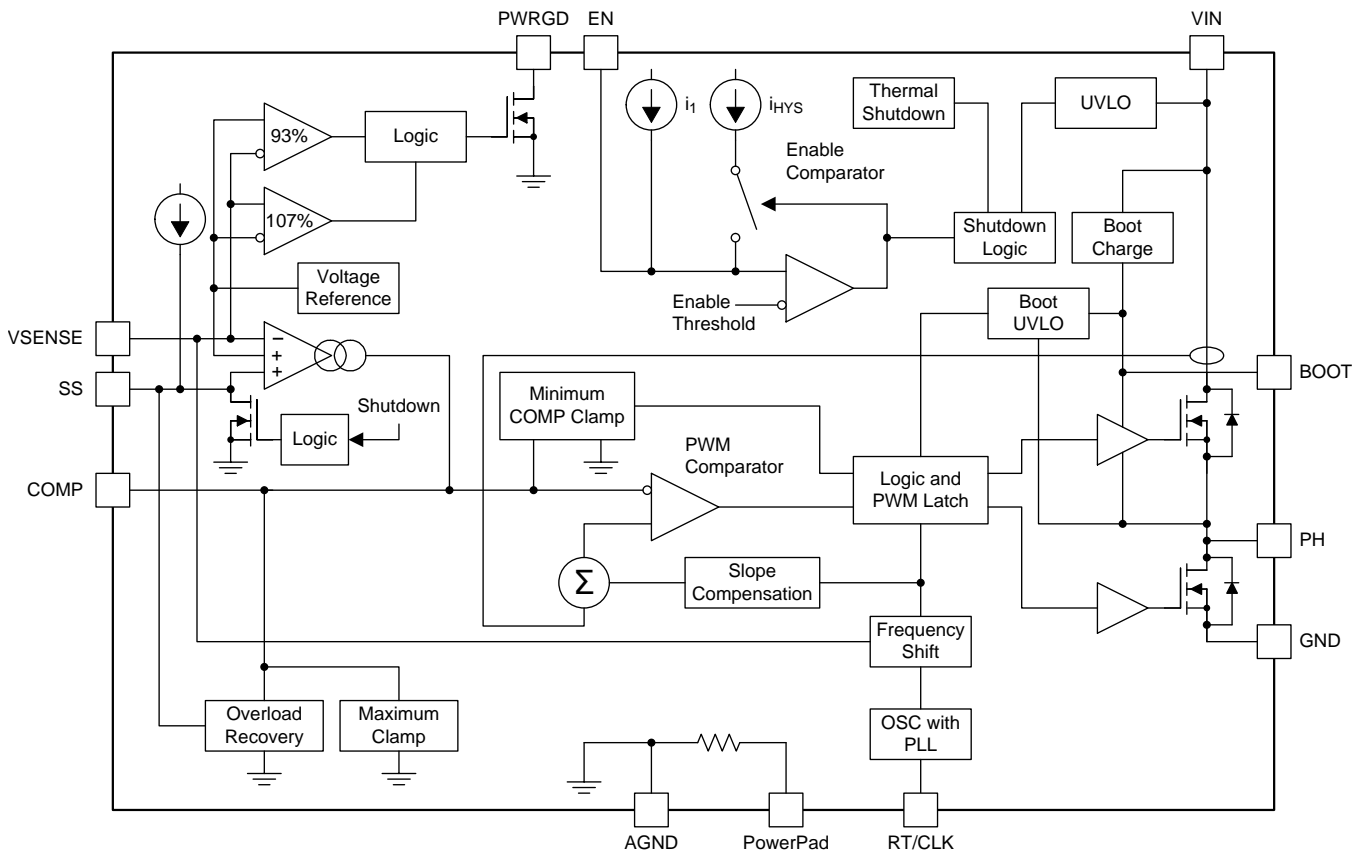 PWRGD
EN
VIN
i1
iHYS
Thermal
Shutdown
UVLO
93%
Logic
Enable
Comparator
107%
Shutdown
Logic
Boot
Charge
Voltage
Reference
Enable
Threshold
Boot
UVLO
VSENSE
−
+
+
SS
BOOT
Shutdown
Logic
Minimum
COMP Clamp
PWM
Comparator
COMP
Logic and
PWM Latch
PH
Σ
Slope
Compensation
Frequency
Shift
GND
Overload
Recovery
Maximum
Clamp
OSC with
PLL
AGND
PowerPad
RT/CLK